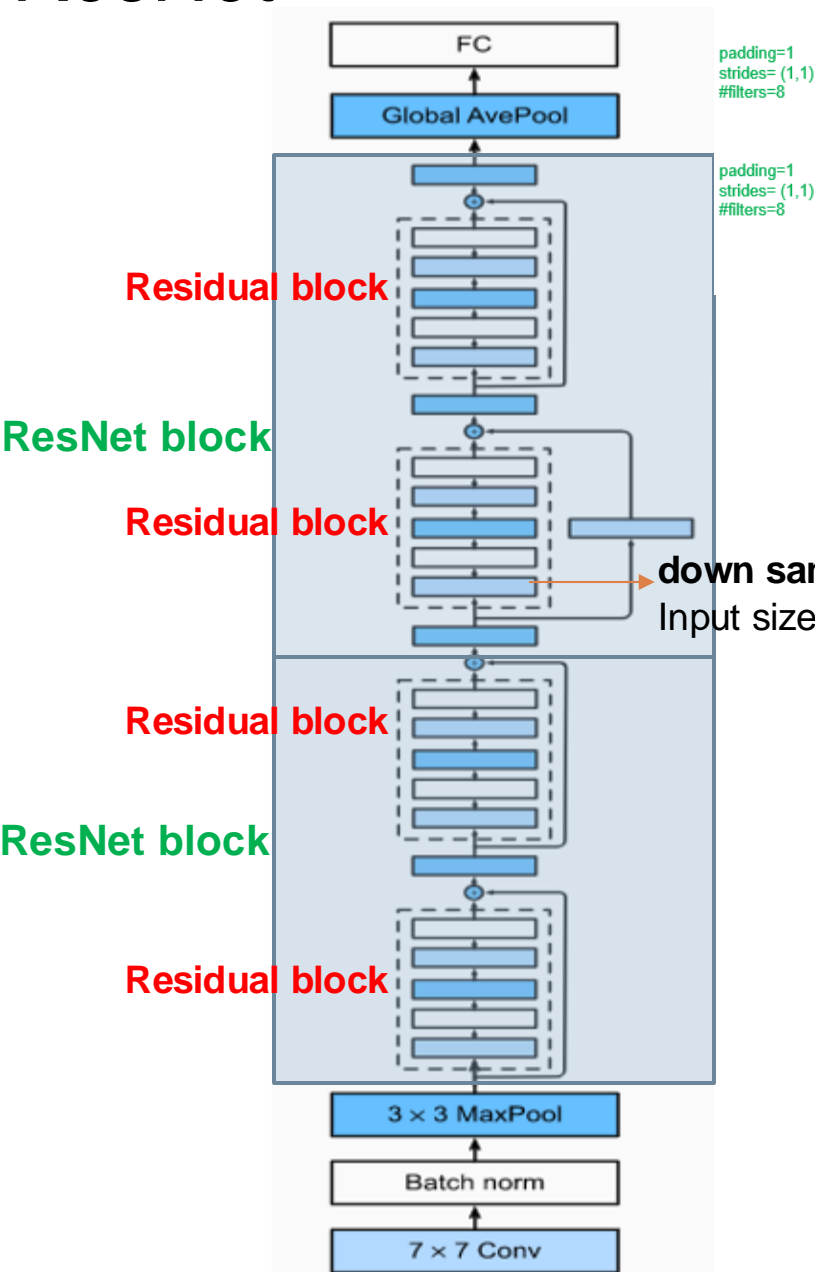 FC
padding=1
strides= (1,1)
#filters=8
Global AvePool
padding=1
strides= (1,1)
#filters=8
Residual block
ResNet block
Residual block
down
Input size
Residual block
ResNet block
Residual block
3 × 3 MaxPool
Batch norm
7 × 7 Conv